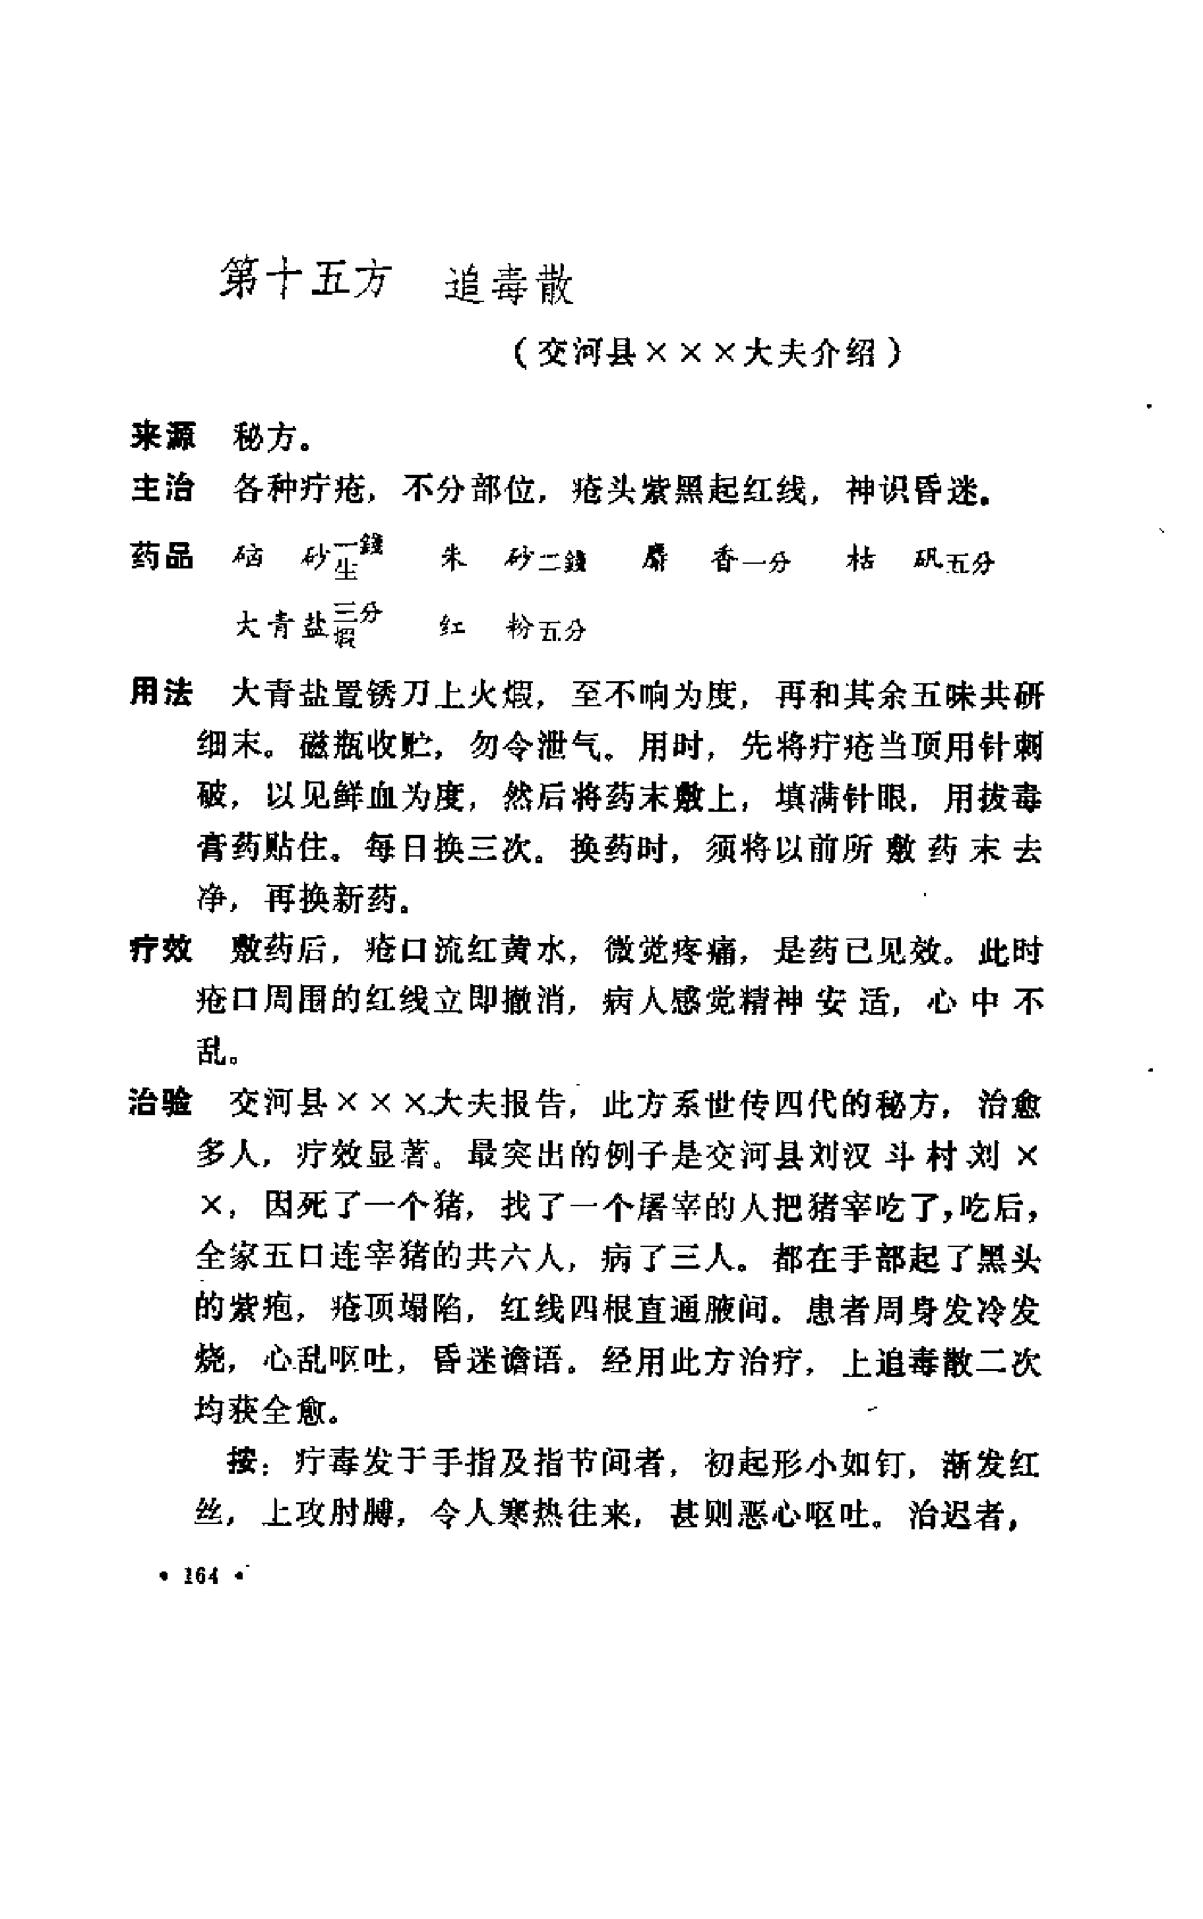 第十五方　追毒散
（交河县×××大夫介绍）
来源　秘方。
主治　各种疔疮，不分部位，疮头紫黑起红线，神识昏迷。
药品　硇　砂一錢生　朱　砂二錢　麝　香一分　枯　矾五分
大青盐三分煅　红　粉五分
用法　大青盐置锈刀上火煅，至不响为度，再和其余五味共研
细末。磁瓶收贮，勿令泄气。用时，先将疔疮当顶用针刺
破，以见鲜血为度，然后将药末敷上，填满针眼，用拔毒
膏药贴住。每日换三次。换药时，须将以前所敷药末去
净，再换新药。
疗效　敷药后，疮口流红黄水，微觉疼痛，是药已见效。此时
疮口周围的红线立即撤消，病人感觉精神安适，心中不
乱。
治验　交河县×××大夫报告，此方系世传四代的秘方，治愈
多人，疗效显著。最突出的例子是交河县刘汉斗村刘×
×，因死了一个猪，找了一个屠宰的人把猪宰吃了，吃后，
全家五口连宰猪的共六人，病了三人。都在手部起了黑头
的紫疱，疮顶塌陷，红线四根直通腋间。患者周身发冷发
烧，心乱呕吐，昏迷谵语。经用此方治疗，上追毒散二次
均获全愈。
按：疔毒发于手指及指节间者，初起形小如钉，渐发红
丝，上攻肘膊，令人寒热往来，甚则恶心呕吐。治迟者，
• 164 •